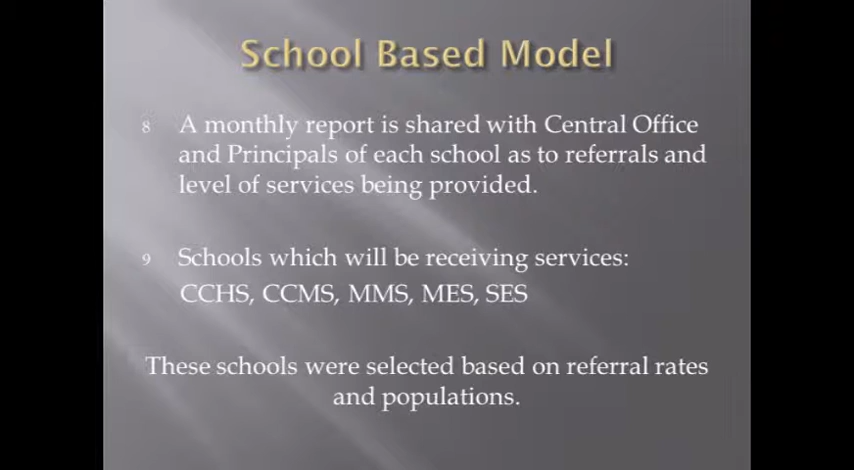 School Based Model
8 A monthly report is shared with Central Office
and Principals of each school as to referrals and
level of services being provided.
9 Schools which will be receiving services:
CCHS, CCMS, MMS, MES, SES
These schools were selected based on referral rates
and populations.